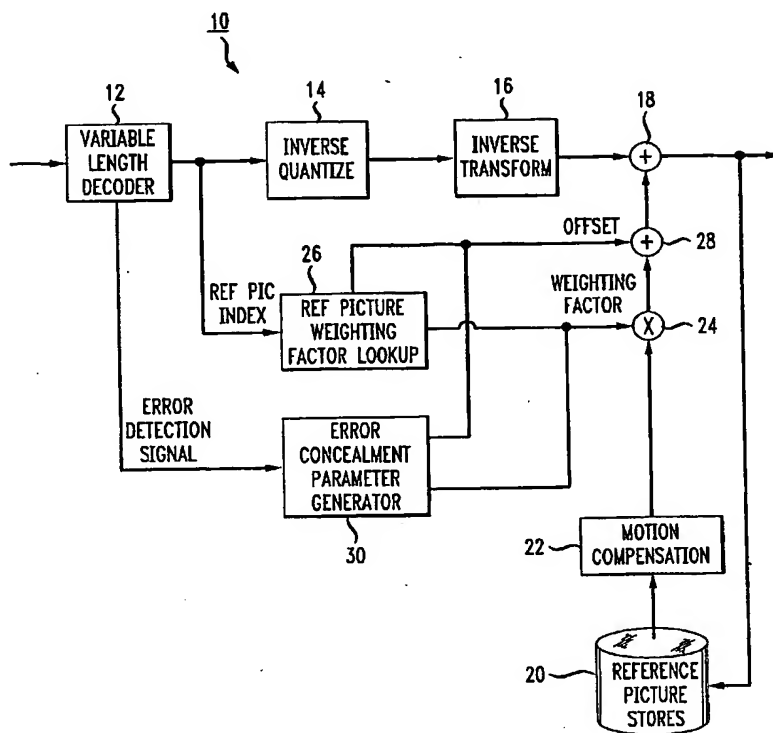 10
12
14
16
18
VARIABLE
LENGTH
DECODER
INVERSE
QUANTIZE
INVERSE
TRANSFORM
+
OFFSET
+
28
26
REF PIC
INDEX
REF PICTURE
WEIGHTING
FACTOR LOOKUP
WEIGHTING
FACTOR
X
24
ERROR
DETECTION
SIGNAL
ERROR
CONCEALMENT
PARAMETER
GENERATOR
30
22
MOTION
COMPENSATION
20
REFERENCE
PICTURE
STORES